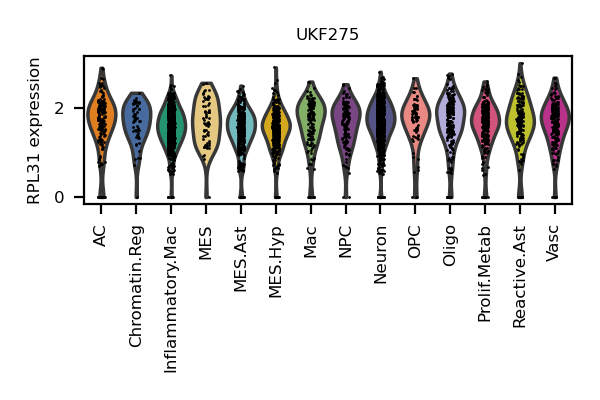 UKF275
RPL31 expression
2
0
AC
Chromatin.Reg
Inflammatory.Mac
MES
MES.Ast
MES.Hyp
Mac
NPC
Neuron
OPC
Oligo
Prolif.Metab
Reactive.Ast
Vasc